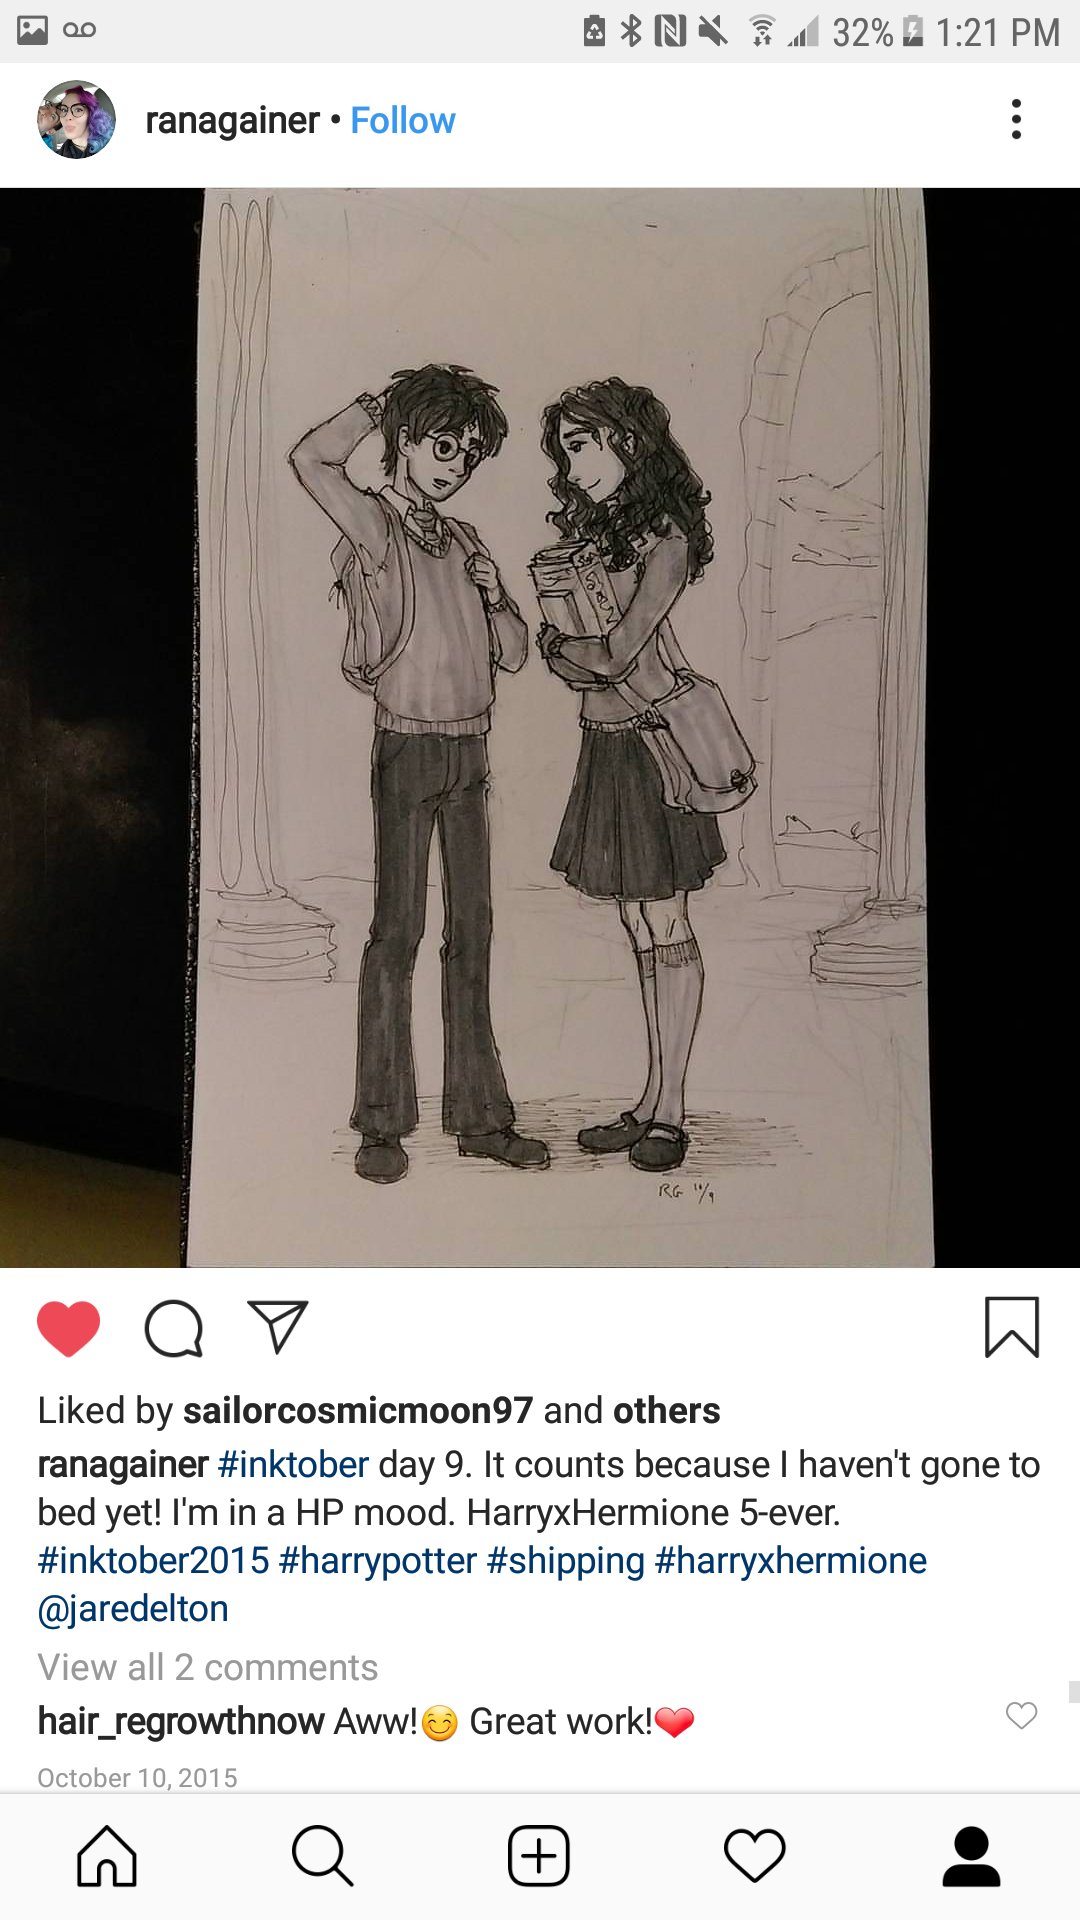 32% 1:21 PM
ranagainer • Follow
RG 10/9
Liked by sailorcosmicmoon97 and others
ranagainer #inktober day 9. It counts because I haven't gone to
bed yet! I'm in a HP mood. HarryxHermione 5-ever.
#inktober2015 #harrypotter #shipping #harryxhermione
@jaredelton
View all 2 comments
hair_regrowthnow Aww!😊 Great work!❤
October 10, 2015